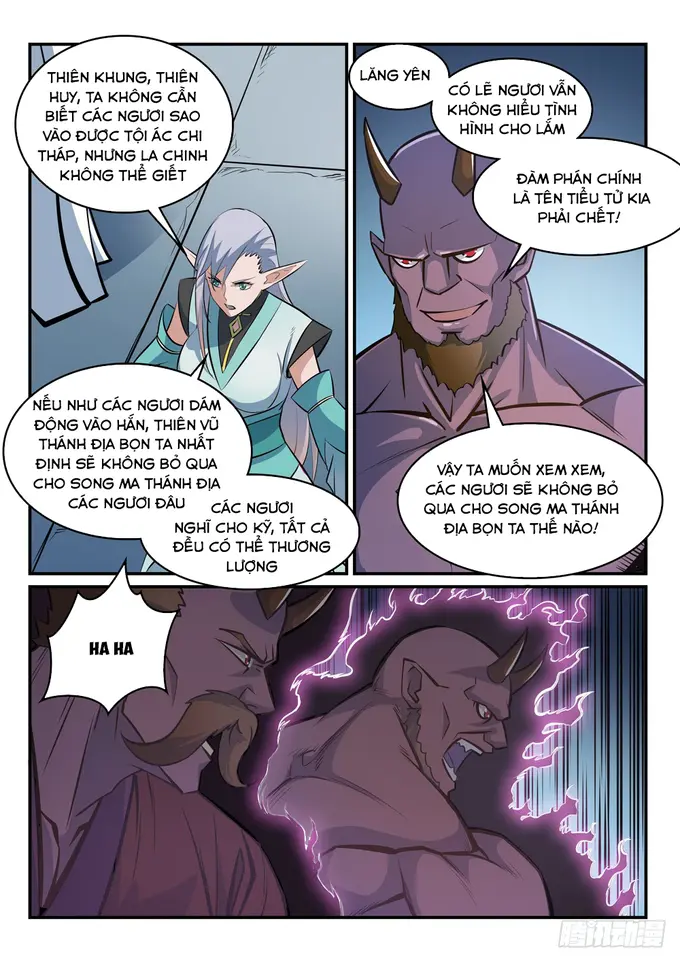 THIÊN KHUNG, THIÊN
HUY, TA KHÔNG CẦN
BIẾT CÁC NGƯƠI SAO
VÀO ĐƯỢC TỘI ÁC CHI
THÁP, NHƯNG LA CHINH
KHÔNG THỂ GIẾT
NẾU NHƯ CÁC NGƯƠI DÁM
ĐỘNG VÀO HẮN, THIÊN VŨ
THÁNH ĐỊA BỌN TA NHẤT
ĐỊNH SẼ KHÔNG BỎ QUA
CHO SONG MA THÁNH ĐỊA
CÁC NGƯƠI ĐÂU
CÁC NGƯƠI
NGHĨ CHO KỸ, TẤT CẢ
ĐỀU CÓ THỂ THƯƠNG
LƯỢNG
LĂNG YÊN
CÓ LẼ NGƯƠI VẪN
KHÔNG HIỂU TÌNH
HÌNH CHO LẮM
ĐÀM PHÁN CHÍNH
LÀ TÊN TIỂU TỬ KIA
PHẢI CHẾT!
VẬY TA MUỐN XEM XEM,
CÁC NGƯƠI SẼ KHÔNG BỎ
QUA CHO SONG MA THÁNH
ĐỊA BỌN TA THẾ NÀO!
HA HA
腾讯动漫